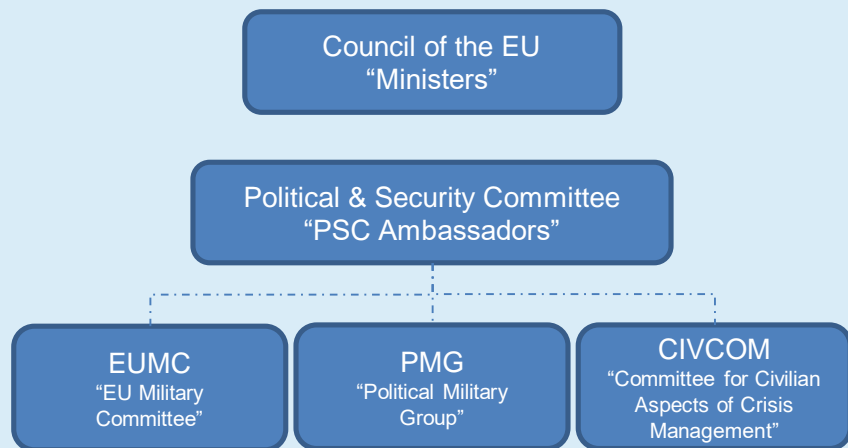 Council of the EU
“Ministers”
Political & Security Committee
“PSC Ambassadors”
EUMC
“EU Military
Committee”
PMG
“Political Military
Group”
CIVCOM
“Committee for Civilian
Aspects of Crisis
Management”